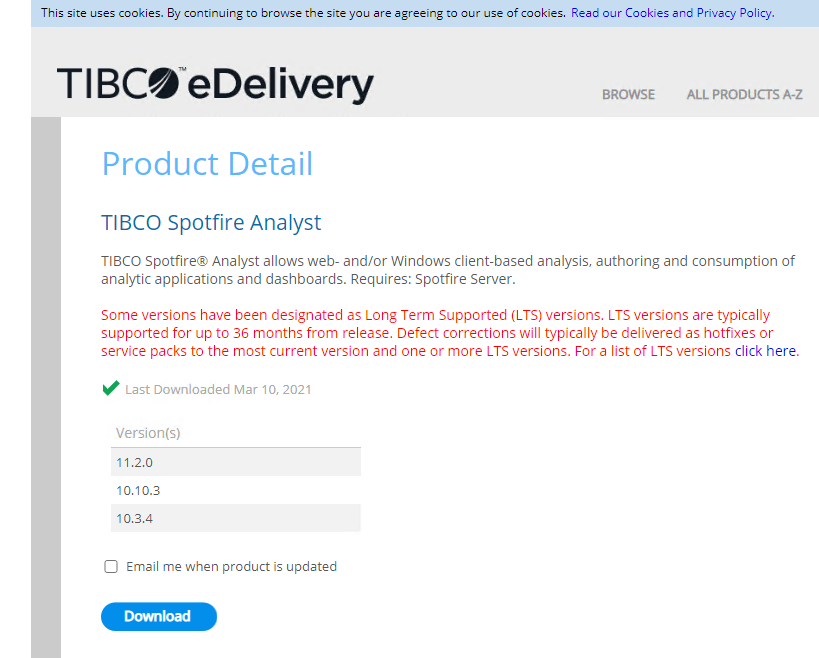 This site uses cookies. By continuing to browse the site you are agreeing to our use of cookies. Read our Cookies and Privacy Policy.
TIBCO™ eDelivery
BROWSE ALL PRODUCTS A-Z
Product Detail
TIBCO Spotfire Analyst
TIBCO Spotfire® Analyst allows web- and/or Windows client-based analysis, authoring and consumption of
analytic applications and dashboards. Requires: Spotfire Server.
Some versions have been designated as Long Term Supported (LTS) versions. LTS versions are typically
supported for up to 36 months from release. Defect corrections will typically be delivered as hotfixes or
service packs to the most current version and one or more LTS versions. For a list of LTS versions click here.
Last Downloaded Mar 10, 2021
Version(s)
11.2.0
10.10.3
10.3.4
Email me when product is updated
Download